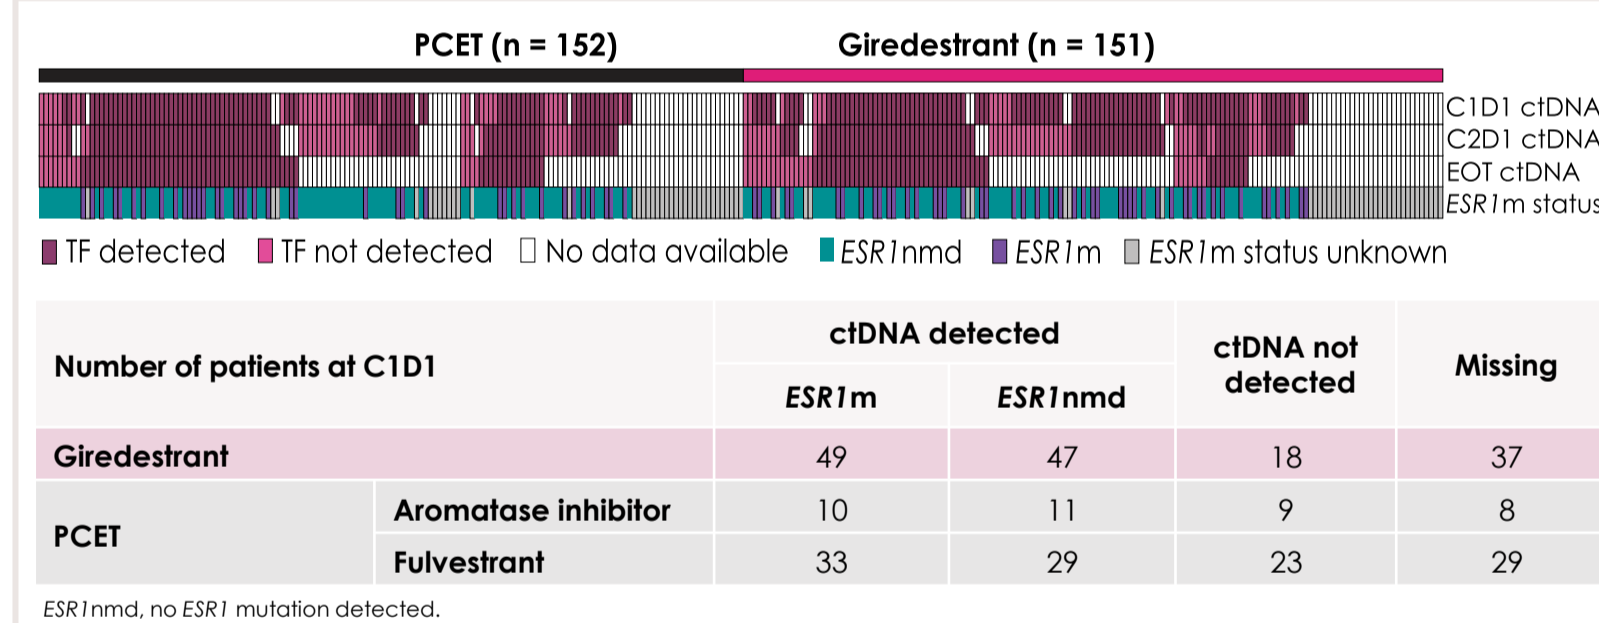 PCET (n = 152) Giredestrant (n = 151)
C1D1 ctDNA
C2D1 ctDNA
EOT ctDNA
ESR1m status
TF detected TF not detected No data available ESR1nmd ESR1m ESR1m status unknown
Number of patients at C1D1 ctDNA detected ctDNA not detected Missing
ESR1m ESR1nmd
Giredestrant 49 47 18 37
PCET Aromatase inhibitor 10 11 9 8
Fulvestrant 33 29 23 29
ESR1nmd, no ESR1 mutation detected.